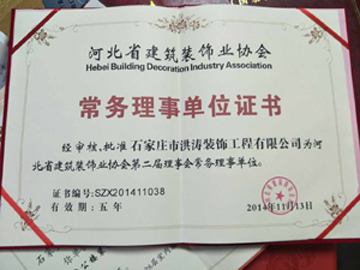 河北省建筑装饰业协会
Hebei Building Decoration Industry Association
常务理事单位证书
经审核,批准石家庄市洪涛装饰工程有限公司为河
北省建筑装饰业协会第二届理事会常务理事单位。
证书编号:SZX201411038
有效期:五年
2014年11月13日